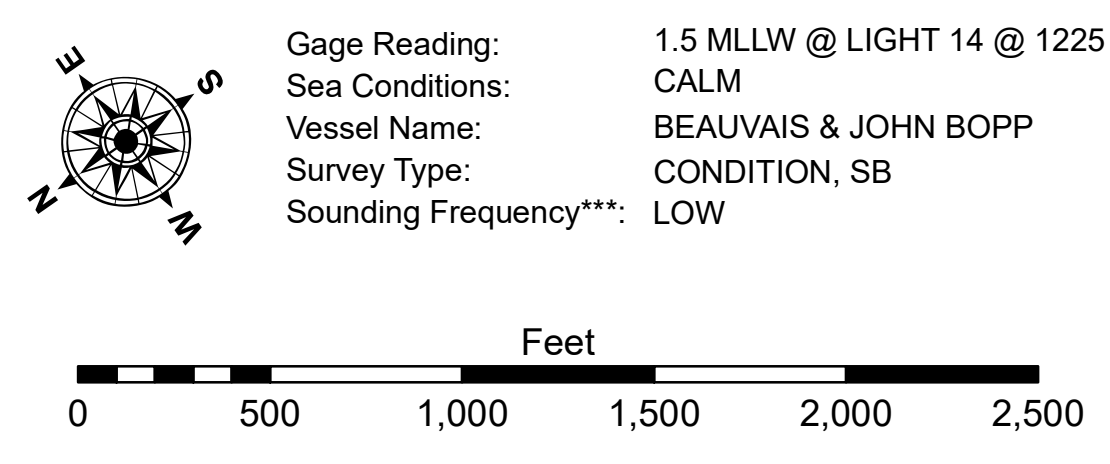 E
S
N
W
Gage Reading: 1.5 MLLW @ LIGHT 14 @ 1225
Sea Conditions: CALM
Vessel Name: BEAUVAIS & JOHN BOPP
Survey Type: CONDITION, SB
Sounding Frequency***: LOW
Feet
0 500 1,000 1,500 2,000 2,500